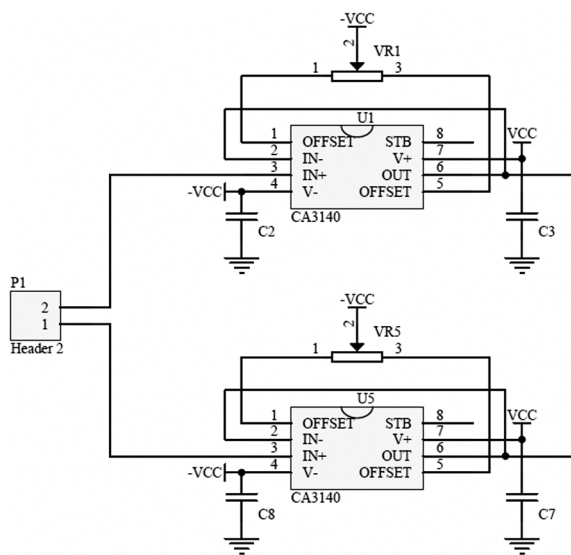 -VCC
2
VR1
1 3
U1
1 OFFSET STB 8
2 IN- V+ 7
3 IN+ OUT 6
4 V- OFFSET 5
VCC
-VCC
CA3140
C2
C3
P1
2
1
Header 2
-VCC
2
VR5
1 3
U5
1 OFFSET STB 8
2 IN- V+ 7
3 IN+ OUT 6
4 V- OFFSET 5
VCC
-VCC
CA3140
C8
C7